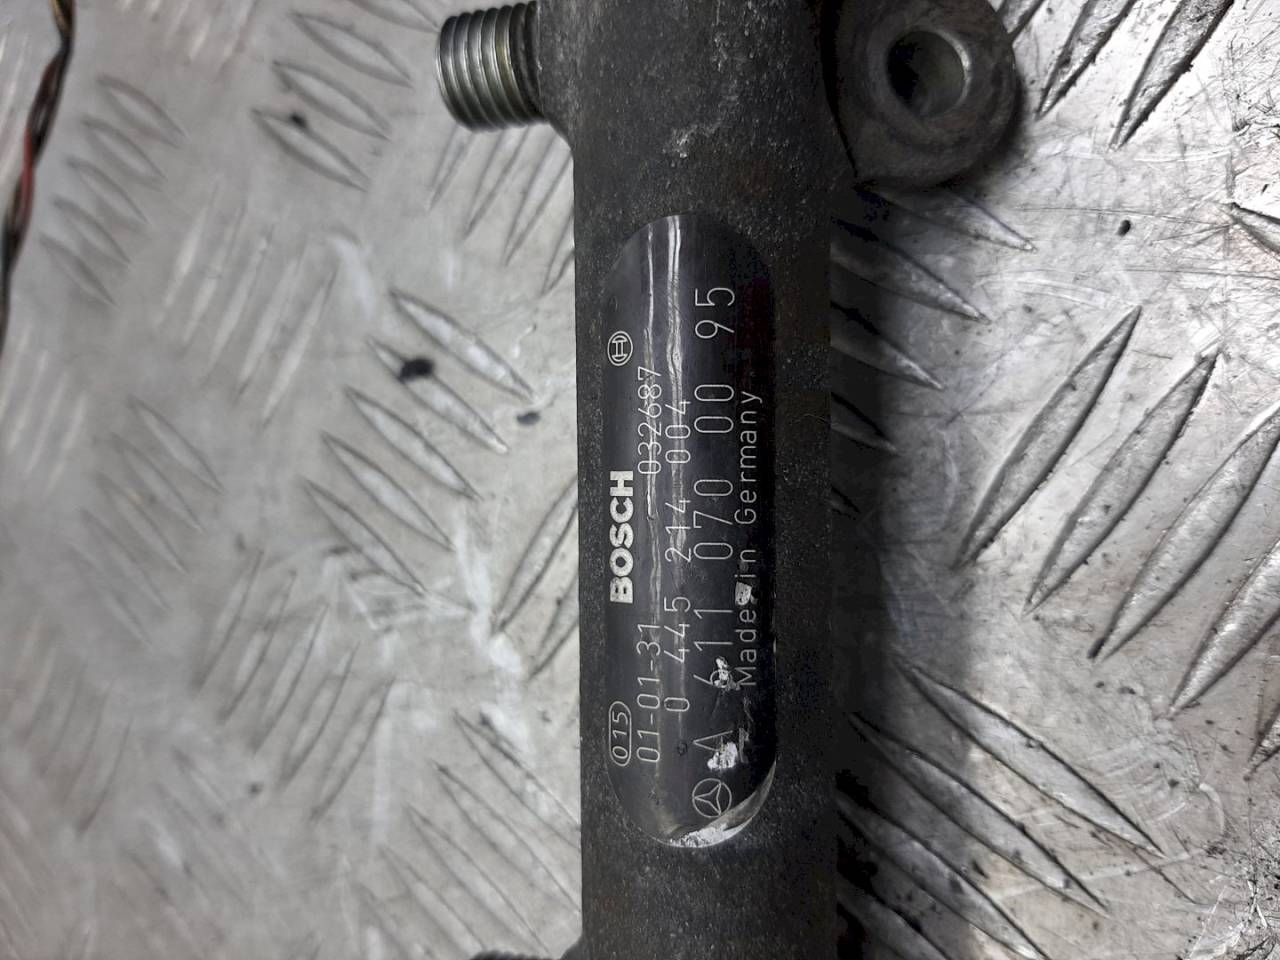 015 BOSCH
01-01-31 032687
0 445 214 004
A 611 070 00 95
Made in Germany